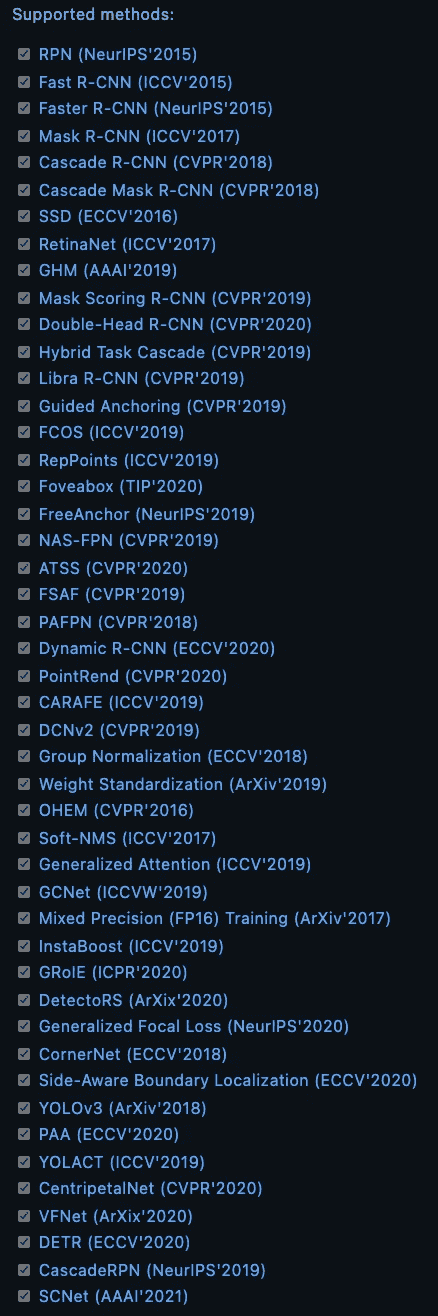 Supported methods:
RPN (NeurIPS'2015)
Fast R-CNN (ICCV'2015)
Faster R-CNN (NeurIPS'2015)
Mask R-CNN (ICCV'2017)
Cascade R-CNN (CVPR'2018)
Cascade Mask R-CNN (CVPR'2018)
SSD (ECCV'2016)
RetinaNet (ICCV'2017)
GHM (AAAI'2019)
Mask Scoring R-CNN (CVPR'2019)
Double-Head R-CNN (CVPR'2020)
Hybrid Task Cascade (CVPR'2019)
Libra R-CNN (CVPR'2019)
Guided Anchoring (CVPR'2019)
FCOS (ICCV'2019)
RepPoints (ICCV'2019)
Foveabox (TIP'2020)
FreeAnchor (NeurIPS'2019)
NAS-FPN (CVPR'2019)
ATSS (CVPR'2020)
FSAF (CVPR'2019)
PAFPN (CVPR'2018)
Dynamic R-CNN (ECCV'2020)
PointRend (CVPR'2020)
CARAFE (ICCV'2019)
DCNv2 (CVPR'2019)
Group Normalization (ECCV'2018)
Weight Standardization (ArXiv'2019)
OHEM (CVPR'2016)
Soft-NMS (ICCV'2017)
Generalized Attention (ICCV'2019)
GCNet (ICCVW'2019)
Mixed Precision (FP16) Training (ArXiv'2017)
InstaBoost (ICCV'2019)
GRoIE (ICPR'2020)
DetectoRS (ArXix'2020)
Generalized Focal Loss (NeurIPS'2020)
CornerNet (ECCV'2018)
Side-Aware Boundary Localization (ECCV'2020)
YOLOv3 (ArXiv'2018)
PAA (ECCV'2020)
YOLACT (ICCV'2019)
CentripetalNet (CVPR'2020)
VFNet (ArXix'2020)
DETR (ECCV'2020)
CascadeRPN (NeurIPS'2019)
SCNet (AAAI'2021)